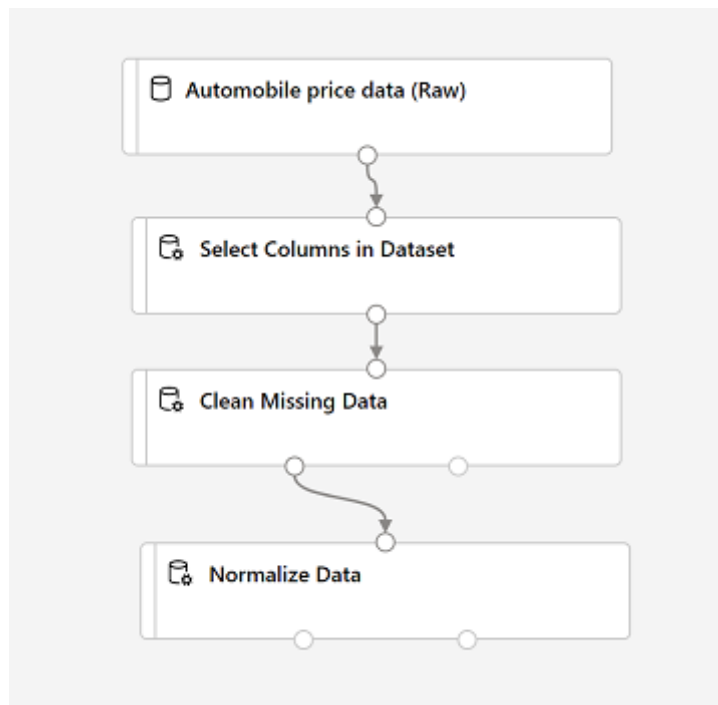 Automobile price data (Raw)
Select Columns in Dataset
Clean Missing Data
Normalize Data